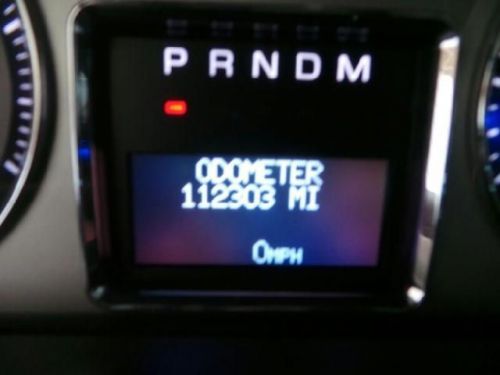 P R N D M
ODOMETER
112303 MI
0MPH